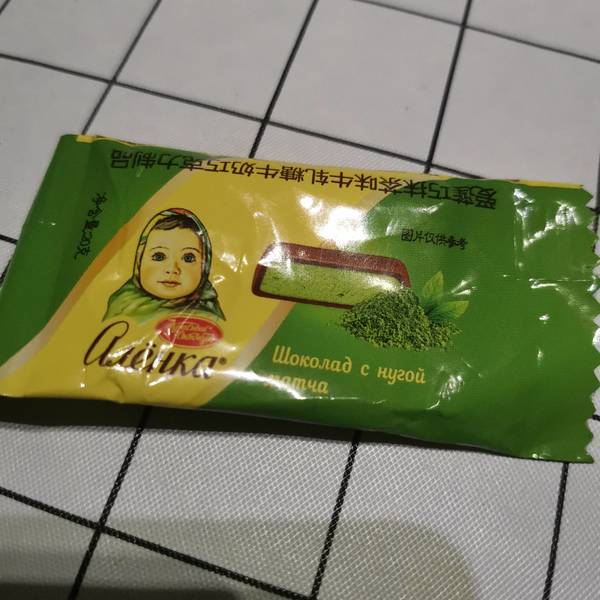 爱莲巧抹茶味牛轧糖牛奶巧克力制品
图片仅供参考
Алёнка®
Шоколад с нугой
матча